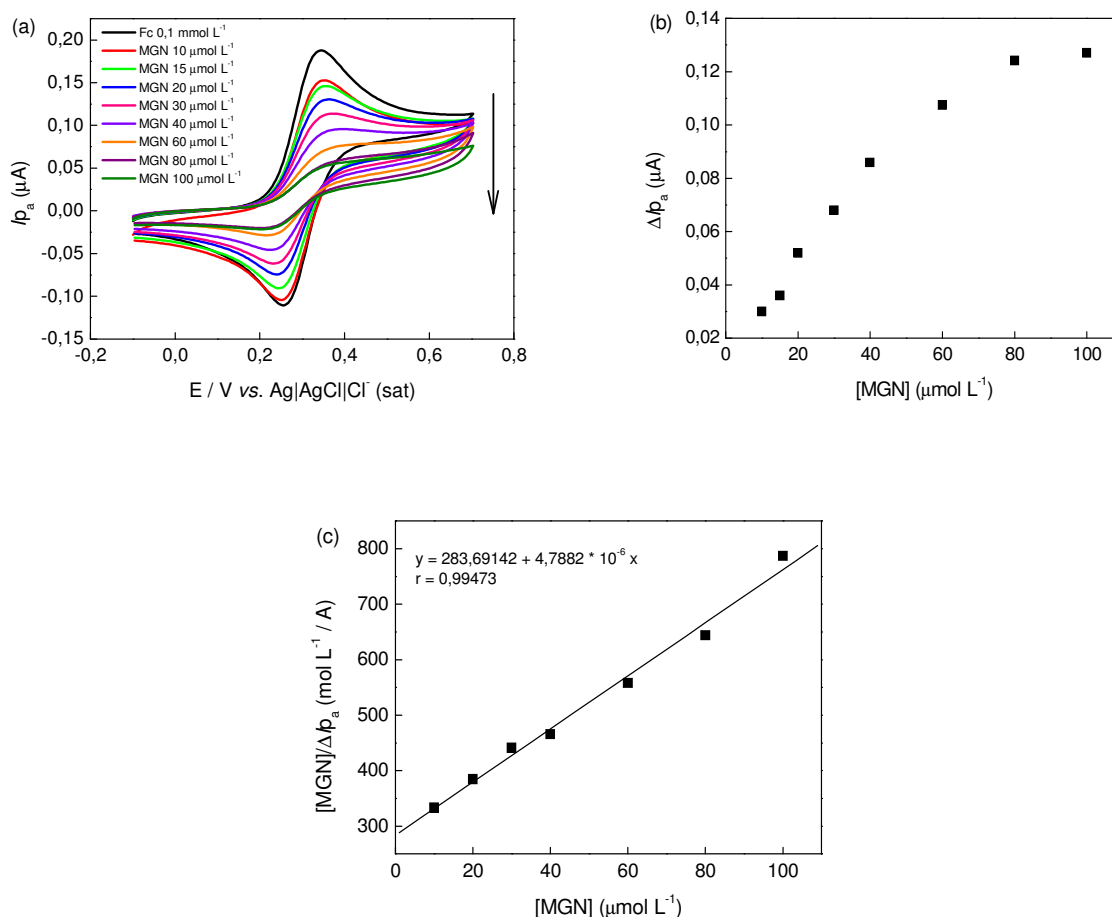 (a)
Fc 0,1 mmol L⁻¹
MGN 10 μmol L⁻¹
MGN 15 μmol L⁻¹
MGN 20 μmol L⁻¹
MGN 30 μmol L⁻¹
MGN 40 μmol L⁻¹
MGN 60 μmol L⁻¹
MGN 80 μmol L⁻¹
MGN 100 μmol L⁻¹
0,20
0,15
0,10
0,05
0,00
-0,05
-0,10
-0,15
Ipₐ (μA)
-0,2 0,0 0,2 0,4 0,6 0,8
E / V vs. Ag|AgCl|Cl⁻ (sat)
(b)
0,14
0,12
0,10
0,08
0,06
0,04
0,02
ΔIpₐ (μA)
0 20 40 60 80 100
[MGN] (μmol L⁻¹)
(c)
y = 283,69142 + 4,7882 * 10⁻⁶ x
r = 0,99473
800
700
600
500
400
300
[MGN]/ΔIpₐ (mol L⁻¹ / A)
0 20 40 60 80 100
[MGN] (μmol L⁻¹)